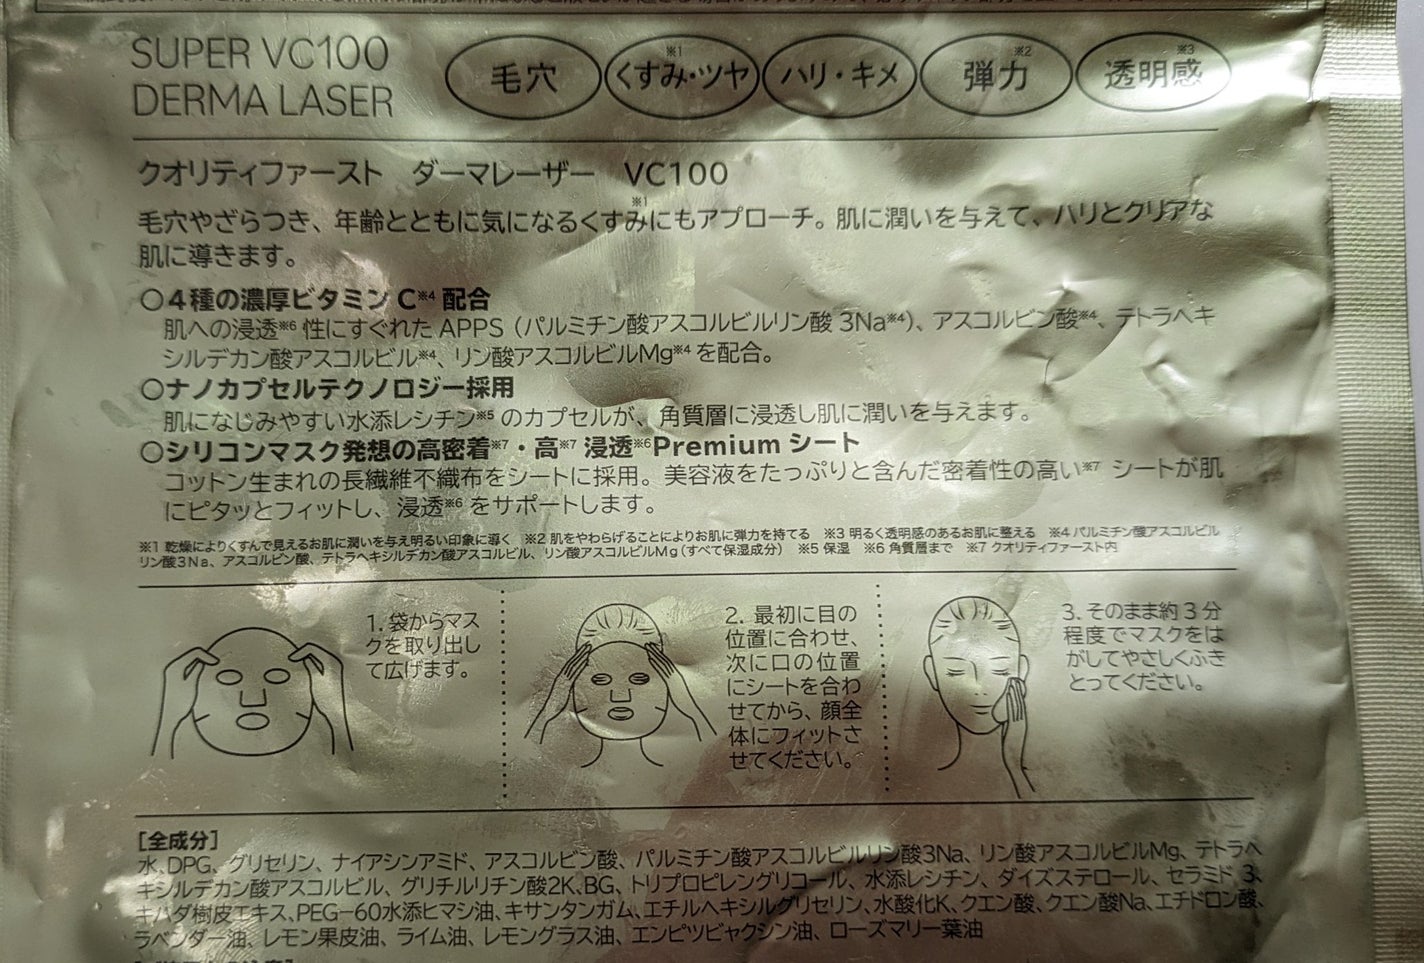 SUPER VC100
DERMA LASER
毛穴
くすみ・ツヤ※1
ハリ・キメ
弾力※2
透明感※3
クオリティファースト ダーマレーザー VC100
毛穴やざらつき、年齢とともに気になるくすみ※1にもアプローチ。肌に潤いを与えて、ハリとクリアな
肌に導きます。
○4種の濃厚ビタミンC※4 配合
肌への浸透※6 性にすぐれた APPS（パルミチン酸アスコルビルリン酸 3Na※4）、アスコルビン酸※4、テトラヘキ
シルデカン酸アスコルビル※4、リン酸アスコルビルMg※4 を配合。
○ナノカプセルテクノロジー採用
肌になじみやすい水添レシチン※5 のカプセルが、角質層に浸透し肌に潤いを与えます。
○シリコンマスク発想の高密着※7・高※7 浸透※6Premium シート
コットン生まれの長繊維不織布をシートに採用。美容液をたっぷりと含んだ密着性の高い※7 シートが肌
にピタッとフィットし、浸透※6 をサポートします。
※1 乾燥によりくすんで見えるお肌に潤いを与え明るい印象に導く ※2 肌をやわらげることによりお肌に弾力を持てる ※3 明るく透明感のあるお肌に整える ※4 パルミチン酸アスコルビル
リン酸3Na、アスコルビン酸、テトラヘキシルデカン酸アスコルビル、リン酸アスコルビルMg（すべて保湿成分） ※5 保湿 ※6 角質層まで ※7 クオリティファースト内
1. 袋からマス
クを取り出し
て広げます。
2. 最初に目の
位置に合わせ、
次に口の位置
にシートを合わ
せてから、顔全
体にフィットさ
せてください。
3. そのまま約3分
程度でマスクをは
がしてやさしくふき
とってください。
[全成分]
水、DPG、グリセリン、ナイアシンアミド、アスコルビン酸、パルミチン酸アスコルビルリン酸3Na、リン酸アスコルビルMg、テトラヘ
キシルデカン酸アスコルビル、グリチルリチン酸2K、BG、トリプロピレングリコール、水添レシチン、ダイズステロール、セラミド 3、
キハダ樹皮エキス、PEG-60水添ヒマシ油、キサンタンガム、エチルヘキシルグリセリン、水酸化K、クエン酸、クエン酸Na、エチドロン酸、
ラベンダー油、レモン果皮油、ライム油、レモングラス油、エンピツビャクシン油、ローズマリー葉油